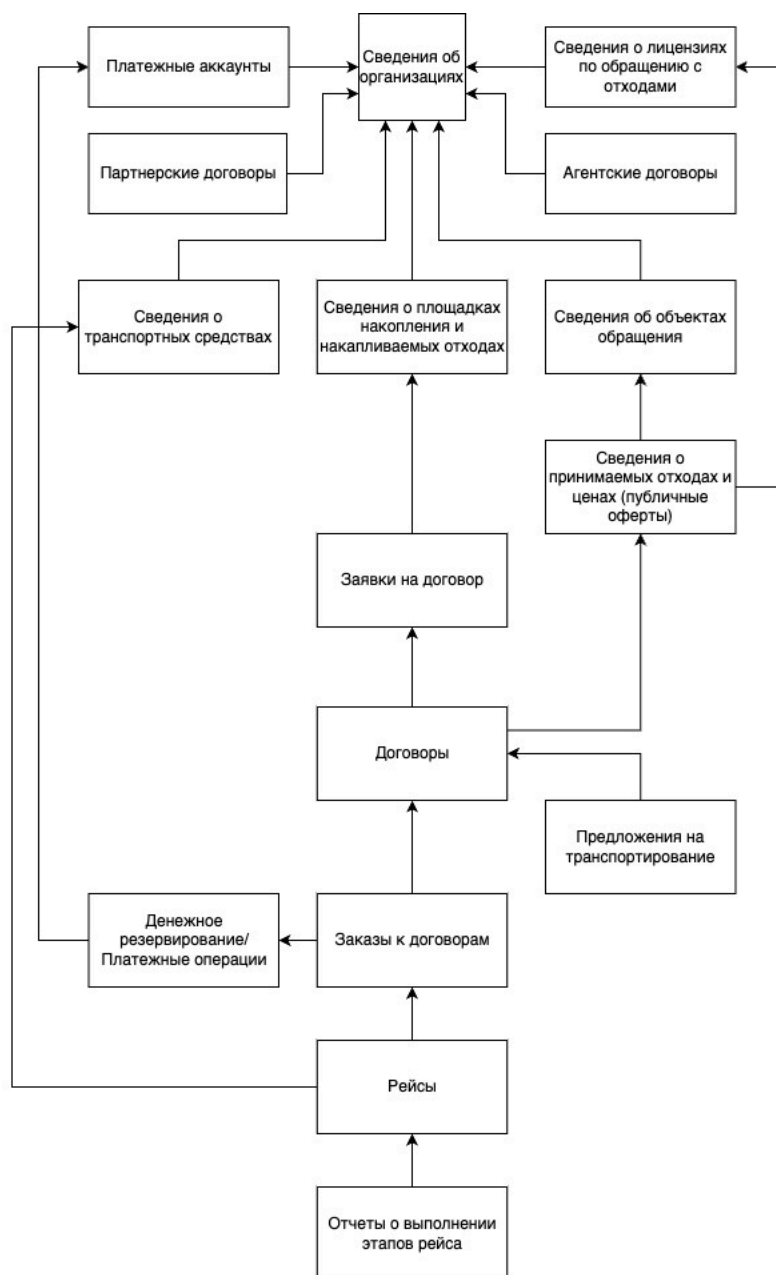 Платежные аккаунты
Сведения об
организациях
Сведения о лицензиях
по обращению с
отходами
Партнерские договоры
Агентские договоры
Сведения о
транспортных средствах
Сведения о площадках
накопления и
накапливаемых отходах
Сведения об объектах
обращения
Сведения о
принимаемых отходах и
ценах (публичные
оферты)
Заявки на договор
Договоры
Предложения на
транспортирование
Денежное
резервирование/
Платежные операции
Заказы к договорам
Рейсы
Отчеты о выполнении
этапов рейса